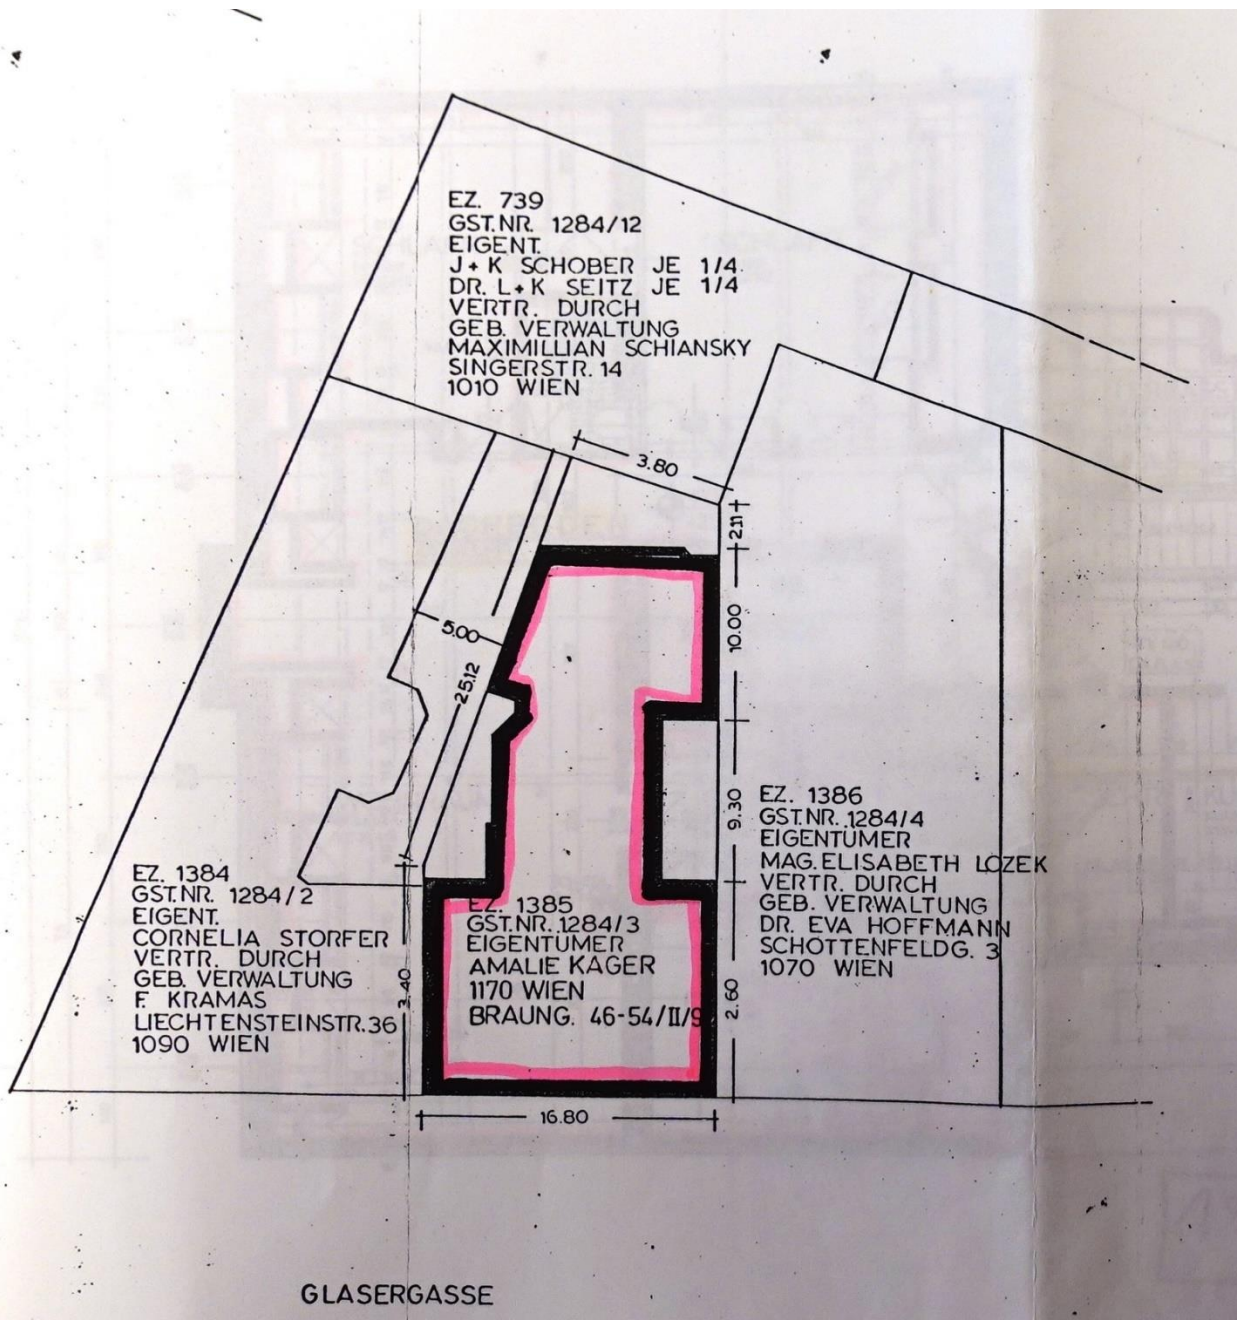 EZ. 739
GST.NR. 1284/12
EIGENT.
J+K SCHOBER JE 1/4.
DR. L+K SEITZ JE 1/4
VERTR. DURCH
GEB. VERWALTUNG
MAXIMILLIAN SCHIANSKY
SINGERSTR. 14
1010 WIEN
3.80
2.11
10.00
5.00
25.12
9.30
EZ. 1386
GST.NR. 1284/4
EIGENTÜMER
MAG. ELISABETH LOZEK
VERTR. DURCH
GEB. VERWALTUNG
DR. EVA HOFFMANN
SCHOTTENFELDG. 3
1070 WIEN
EZ. 1384
GST.NR. 1284/2
EIGENT.
CORNELIA STORFER
VERTR. DURCH
GEB. VERWALTUNG
F. KRAMAS
LIECHTENSTEINSTR. 36
1090 WIEN
EZ. 1385
GST.NR. 1284/3
EIGENTÜMER
AMALIE KAGER
1170 WIEN
BRAUNG. 46-54/II/9
3.40
2.60
16.80
GLASERGASSE